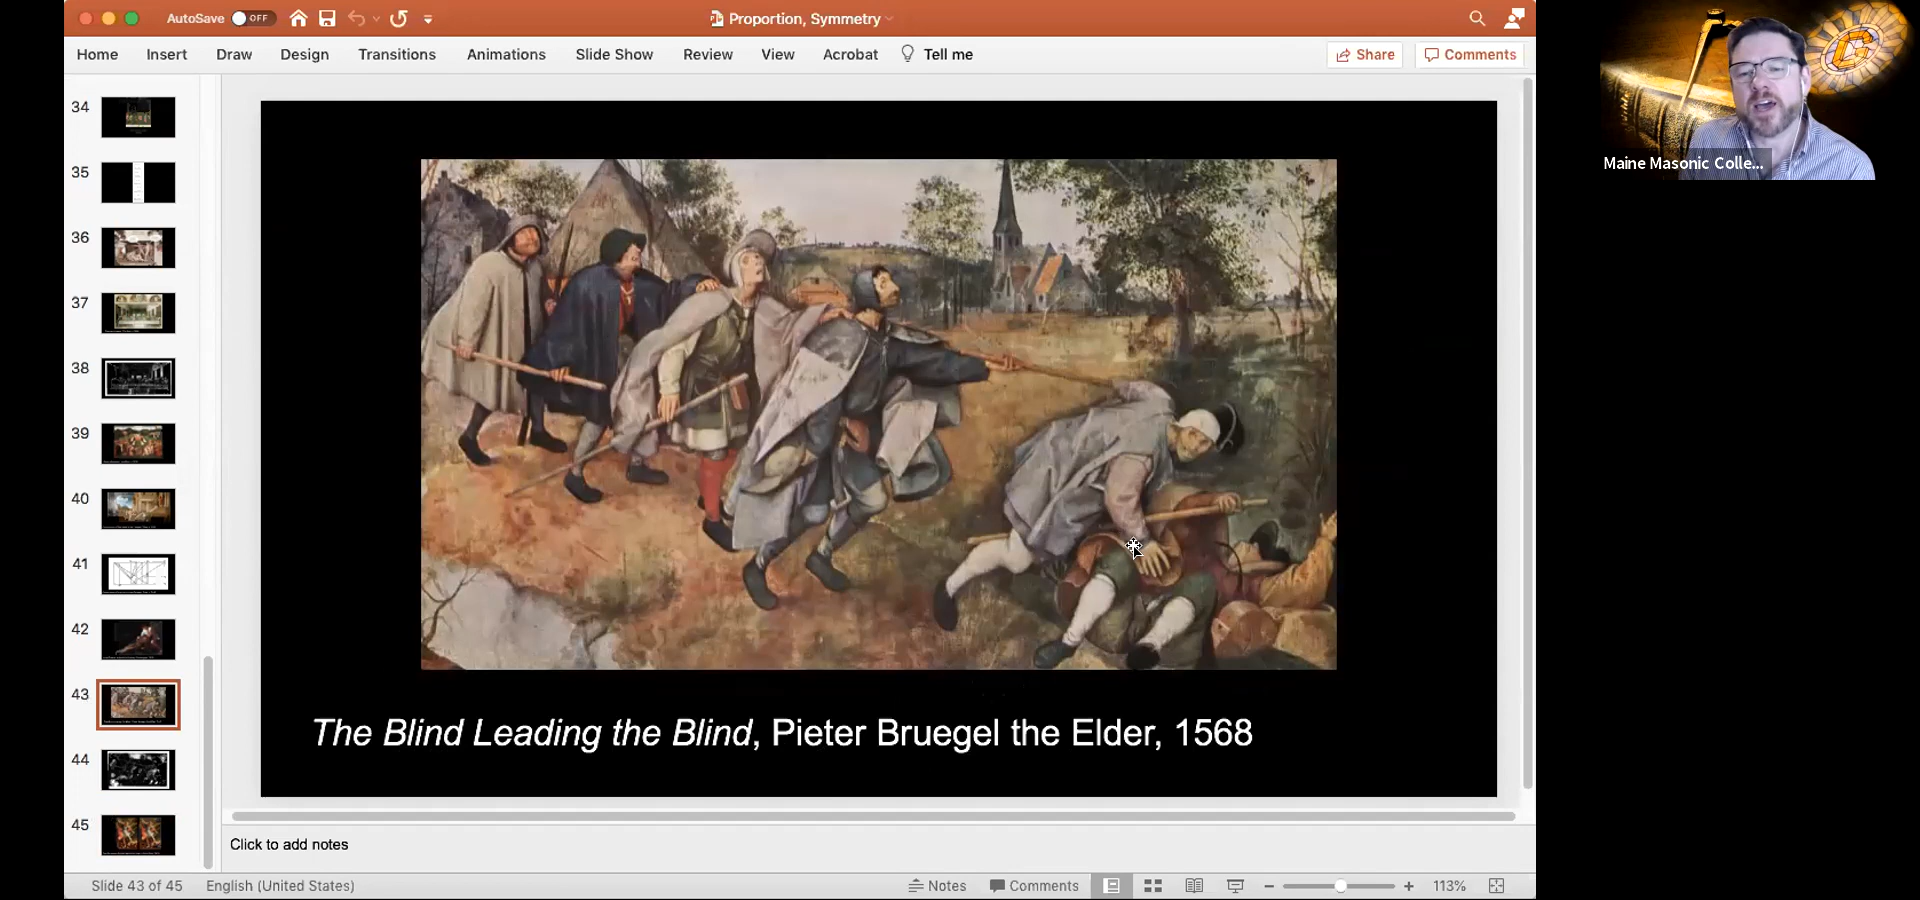 AutoSave OFF Proportion, Symmetry
Home Insert Draw Design Transitions Animations Slide Show Review View Acrobat Tell me Share Comments
34
35
36
37
38
39
40
41
42
43
44
45
The Blind Leading the Blind, Pieter Bruegel the Elder, 1568
Click to add notes
Slide 43 of 45 English (United States) Notes Comments 113%
Maine Masonic Colle...
G